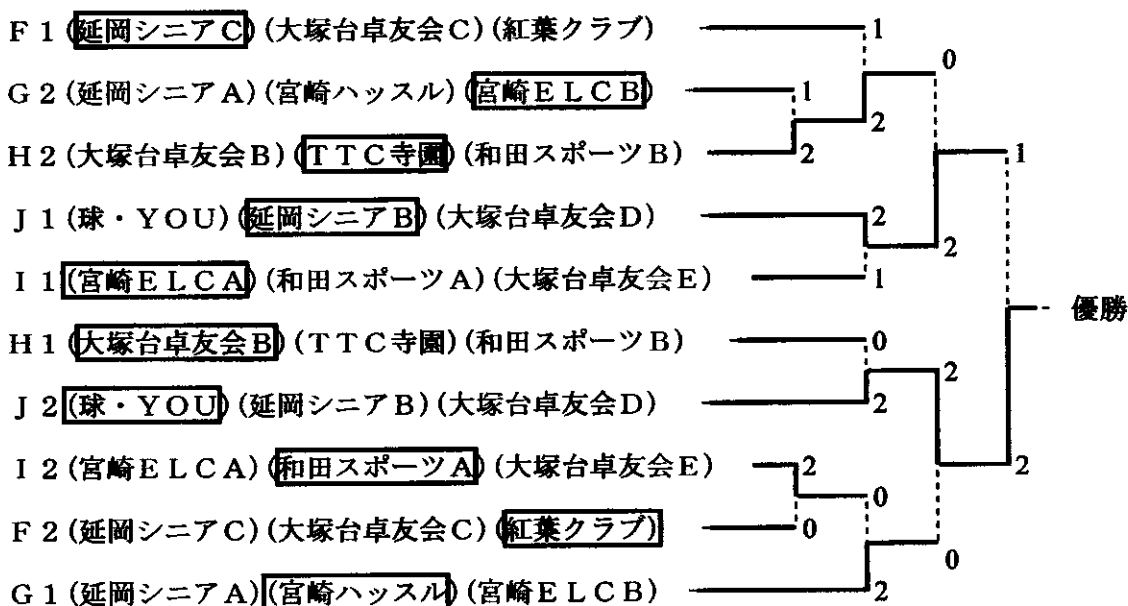 F 1 (延岡シニアC) (大塚台卓友会C) (紅葉クラブ) 1
0
G 2 (延岡シニアA) (宮崎ハッスル) (宮崎ELCB) 1
2
H 2 (大塚台卓友会B) (TTC寺園) (和田スポーツB) 2 1
J 1 (球・YOU) (延岡シニアB) (大塚台卓友会D) 2
2
I 1 (宮崎ELCA) (和田スポーツA) (大塚台卓友会E) 1
優勝
H 1 (大塚台卓友会B) (TTC寺園) (和田スポーツB) 0
2
J 2 (球・YOU) (延岡シニアB) (大塚台卓友会D) 2
I 2 (宮崎ELCA) (和田スポーツA) (大塚台卓友会E) 2 2
0
F 2 (延岡シニアC) (大塚台卓友会C) (紅葉クラブ) 0
0
G 1 (延岡シニアA) (宮崎ハッスル) (宮崎ELCB) 2